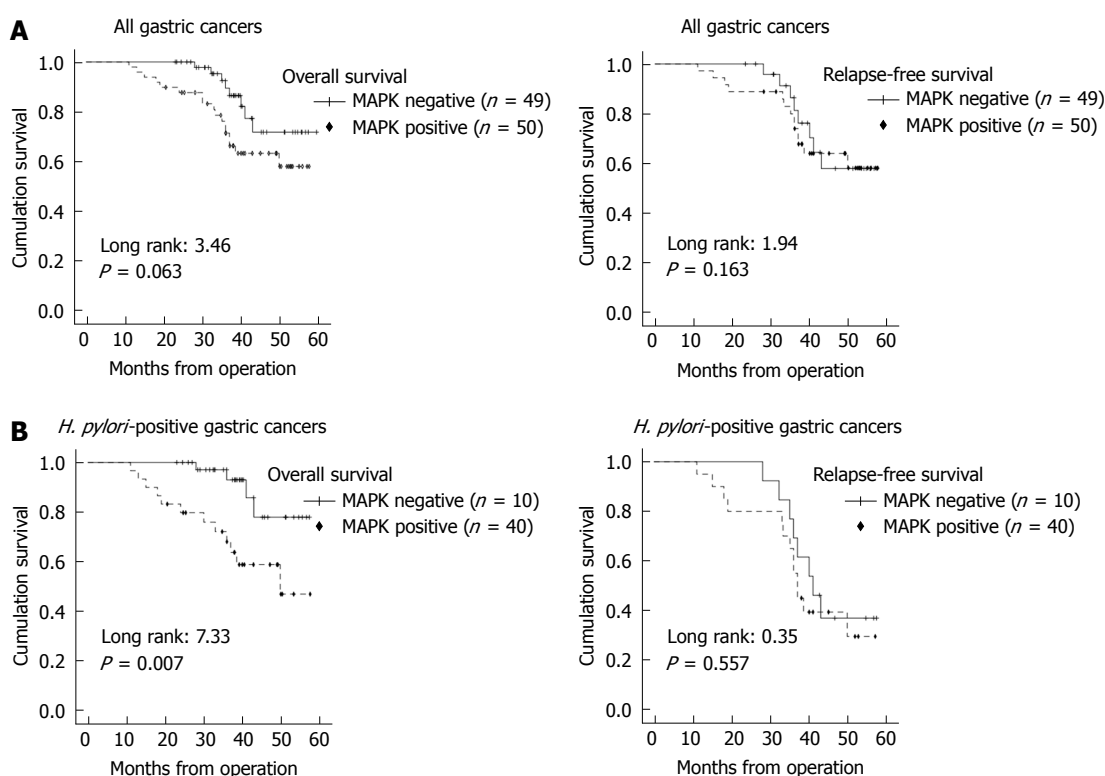 A
All gastric cancers
1.0
0.8
0.6
0.4
0.2
0.0
Cumulation survival
Overall survival
MAPK negative (n = 49)
MAPK positive (n = 50)
Long rank: 3.46
P = 0.063
0 10 20 30 40 50 60
Months from operation
All gastric cancers
1.0
0.8
0.6
0.4
0.2
0.0
Cumulation survival
Relapse-free survival
MAPK negative (n = 49)
MAPK positive (n = 50)
Long rank: 1.94
P = 0.163
0 10 20 30 40 50 60
Months from operation
B
H. pylori-positive gastric cancers
1.0
0.8
0.6
0.4
0.2
0.0
Cumulation survival
Overall survival
MAPK negative (n = 10)
MAPK positive (n = 40)
Long rank: 7.33
P = 0.007
0 10 20 30 40 50 60
Months from operation
H. pylori-positive gastric cancers
1.0
0.8
0.6
0.4
0.2
0.0
Cumulation survival
Relapse-free survival
MAPK negative (n = 10)
MAPK positive (n = 40)
Long rank: 0.35
P = 0.557
0 10 20 30 40 50 60
Months from operation